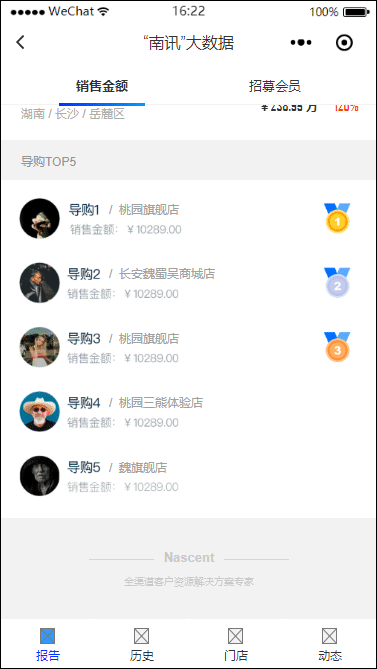 WeChat 16:22 100%
“南讯”大数据
销售金额 招募会员
湖南 / 长沙 / 岳麓区 ¥ 238.99 万 120%
导购TOP5
导购1 / 桃园旗舰店
销售金额: ¥ 10289.00
1
导购2 / 长安魏蜀吴商城店
销售金额: ¥ 10289.00
2
导购3 / 桃园旗舰店
销售金额: ¥ 10289.00
3
导购4 / 桃园三熊体验店
销售金额: ¥ 10289.00
导购5 / 魏旗舰店
销售金额: ¥ 10289.00
Nascent
全渠道客户资源解决方案专家
报告 历史 门店 动态